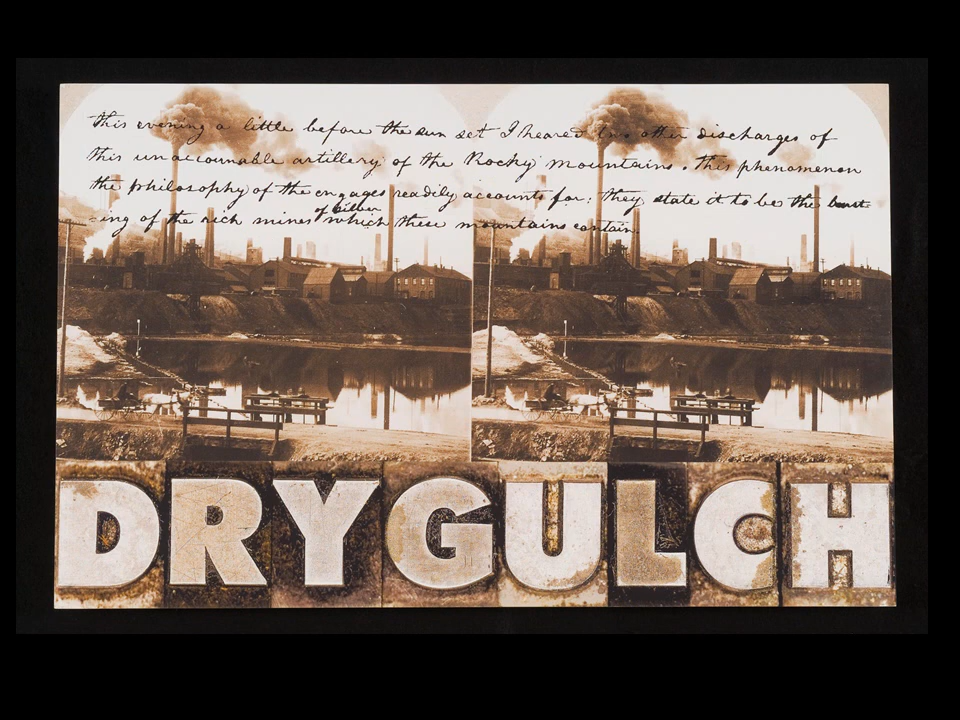 this evening a little before the sun set I heared two other discharges of
this unaccountable artillery of the Rocky mountains. this phenomenon
the philosophy of the engages readily accounts for: they state it to be the burst
=ing of the rich mines of silver which these mountains contain.
DRYGULCH